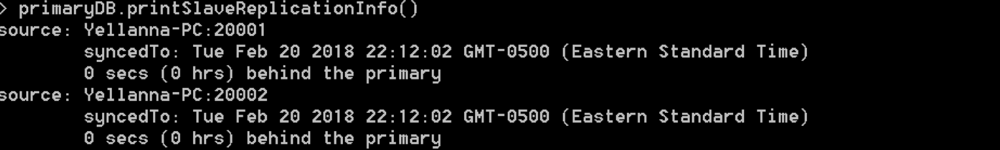 > primaryDB.printSlaveReplicationInfo()
source: Yellanna-PC:20001
        syncedTo: Tue Feb 20 2018 22:12:02 GMT-0500 (Eastern Standard Time)
        0 secs (0 hrs) behind the primary
source: Yellanna-PC:20002
        syncedTo: Tue Feb 20 2018 22:12:02 GMT-0500 (Eastern Standard Time)
        0 secs (0 hrs) behind the primary